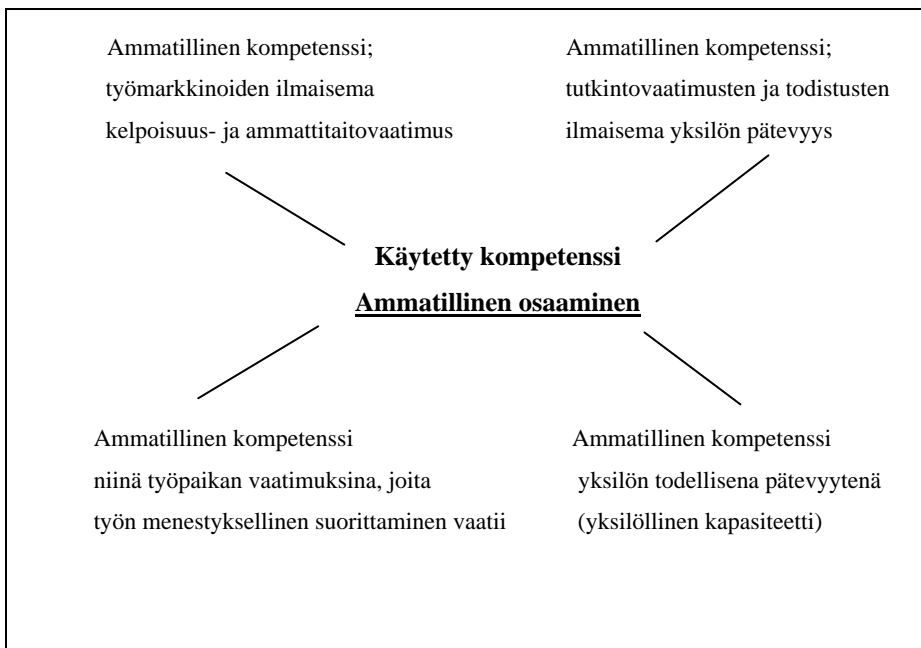 Ammatillinen kompetenssi;
työmarkkinoiden ilmaisema
kelpoisuus- ja ammattitaitovaatimus
Ammatillinen kompetenssi;
tutkintovaatimusten ja todistusten
ilmaisema yksilön pätevyys
Käytetty kompetenssi
Ammatillinen osaaminen
Ammatillinen kompetenssi
niinä työpaikan vaatimuksina, joita
työn menestyksellinen suorittaminen vaatii
Ammatillinen kompetenssi
yksilön todellisena pätevyytenä
(yksilöllinen kapasiteetti)